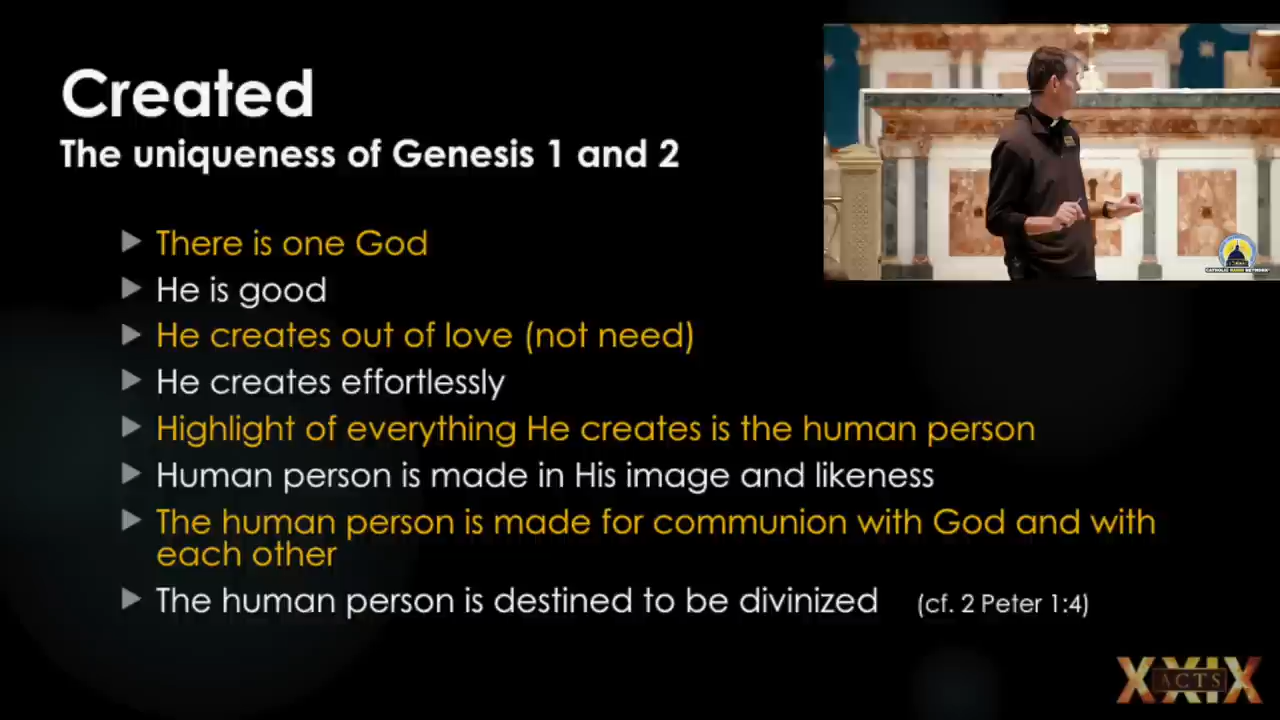 Created
The uniqueness of Genesis 1 and 2
There is one God
He is good
He creates out of love (not need)
He creates effortlessly
Highlight of everything He creates is the human person
Human person is made in His image and likeness
The human person is made for communion with God and with
each other
The human person is destined to be divinized (cf. 2 Peter 1:4)
CATHOLIC RADIO NETWORK
XXIX
ACTS